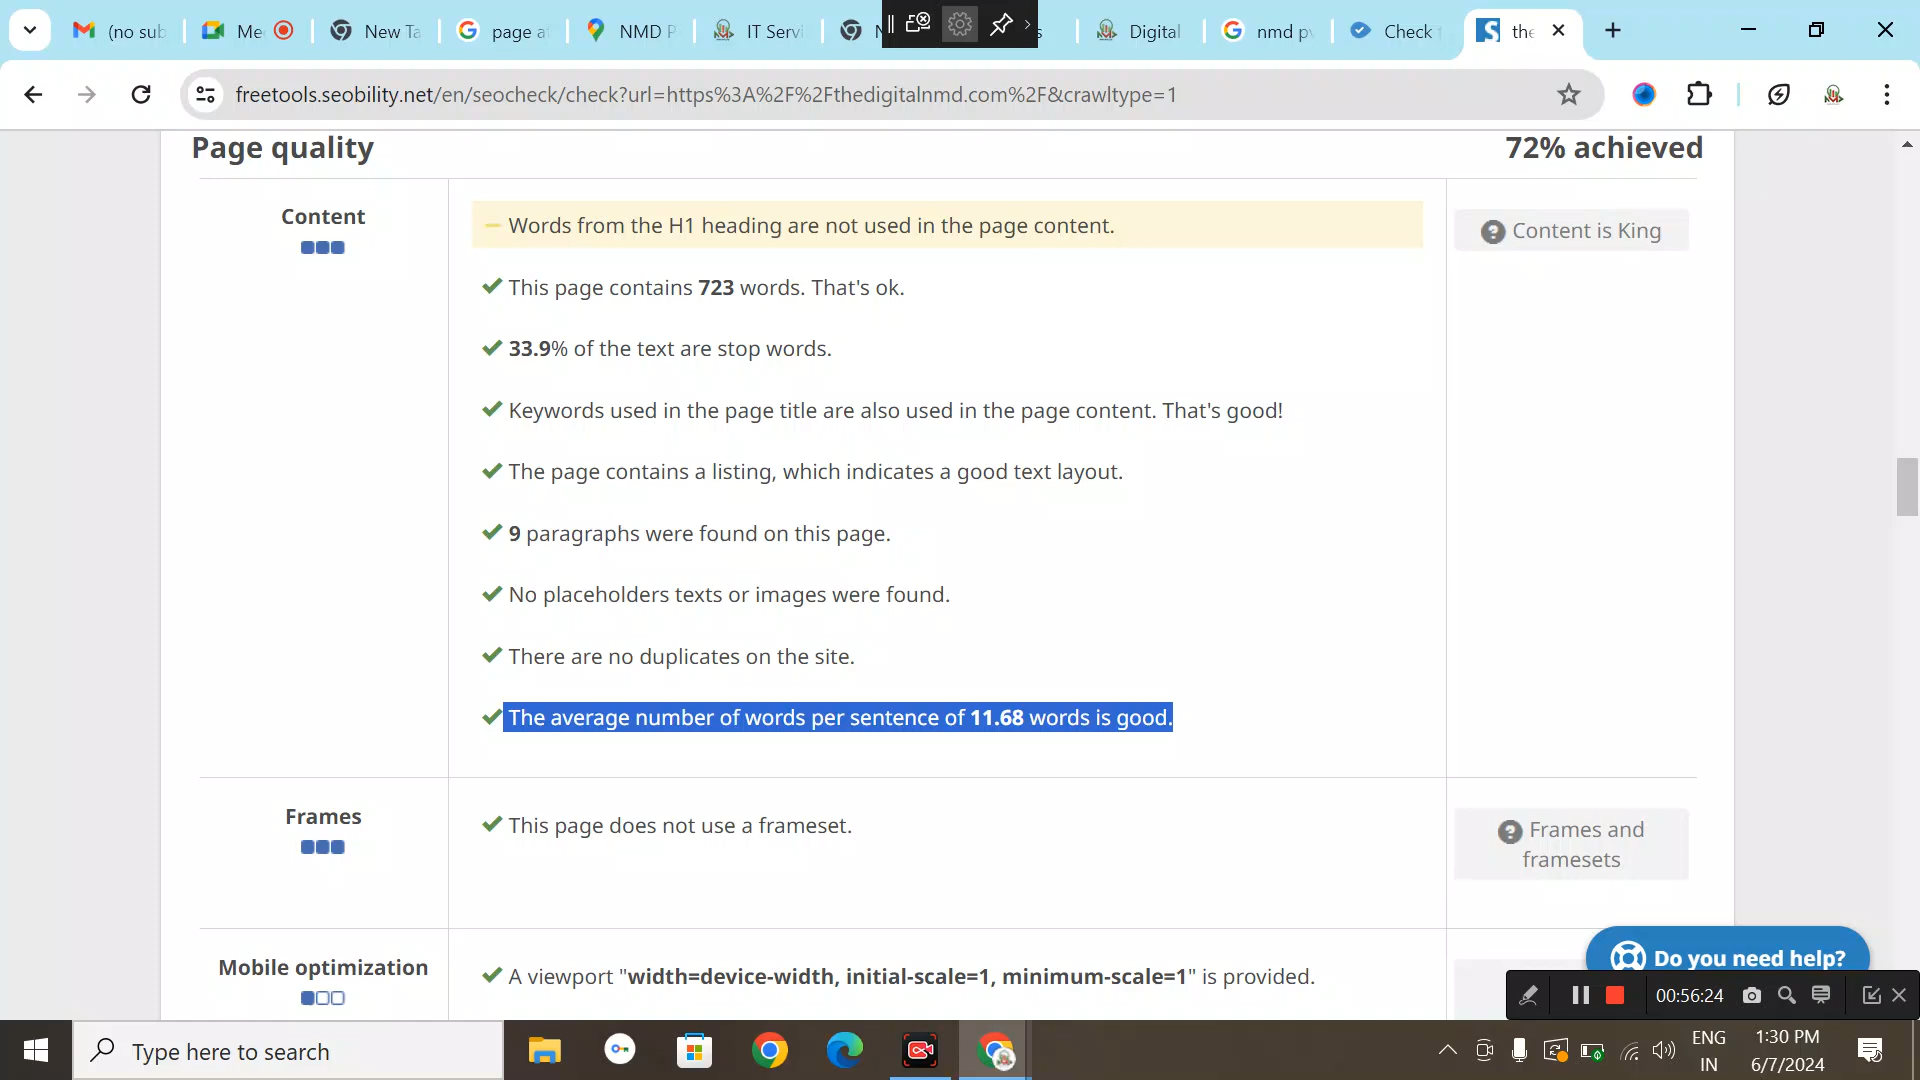 (no sub
Me
New Ta
page a
NMD P
IT Servi
Digital
nmd p
Check
the
freetools.seobility.net/en/seocheck/check?url=https%3A%2F%2Fthedigitalnmd.com%2F&crawltype=1
Page quality
72% achieved
Content
Words from the H1 heading are not used in the page content.
Content is King
This page contains 723 words. That's ok.
33.9% of the text are stop words.
Keywords used in the page title are also used in the page content. That's good!
The page contains a listing, which indicates a good text layout.
9 paragraphs were found on this page.
No placeholders texts or images were found.
There are no duplicates on the site.
The average number of words per sentence of 11.68 words is good.
Frames
This page does not use a frameset.
Frames and
framesets
Mobile optimization
A viewport "width=device-width, initial-scale=1, minimum-scale=1" is provided.
Do you need help?
00:56:24
Type here to search
ENG
IN
1:30 PM
6/7/2024